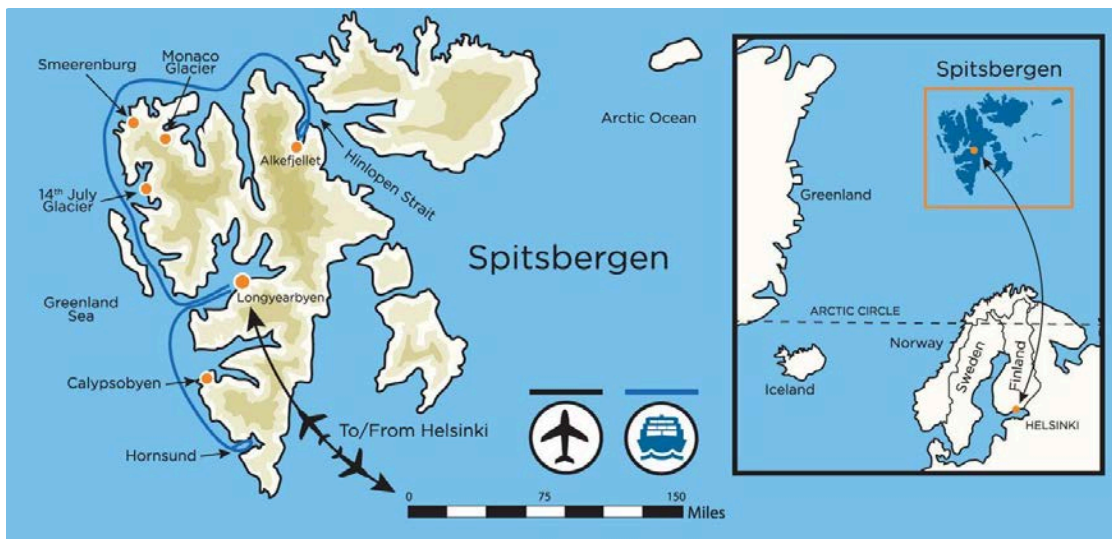 Smeerenburg
Monaco
Glacier
Alkefjellet
Hinlopen Strait
14th July
Glacier
Arctic Ocean
Spitsbergen
Longyearbyen
Greenland
Sea
Calypsobyen
Hornsund
To/From Helsinki
0
75
150
Miles
Spitsbergen
Greenland
ARCTIC CIRCLE
Norway
Iceland
Sweden
Finland
HELSINKI